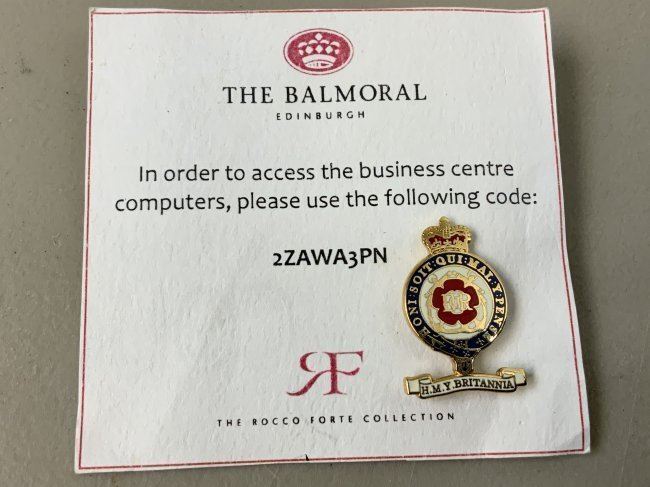 THE BALMORAL
EDINBURGH
In order to access the business centre
computers, please use the following code:
2ZAWA3PN
HONI·SOIT·QUI·MAL·Y·PENSE
EIIR
H.M.Y.BRITANNIA
RF
THE ROCCO FORTE COLLECTION